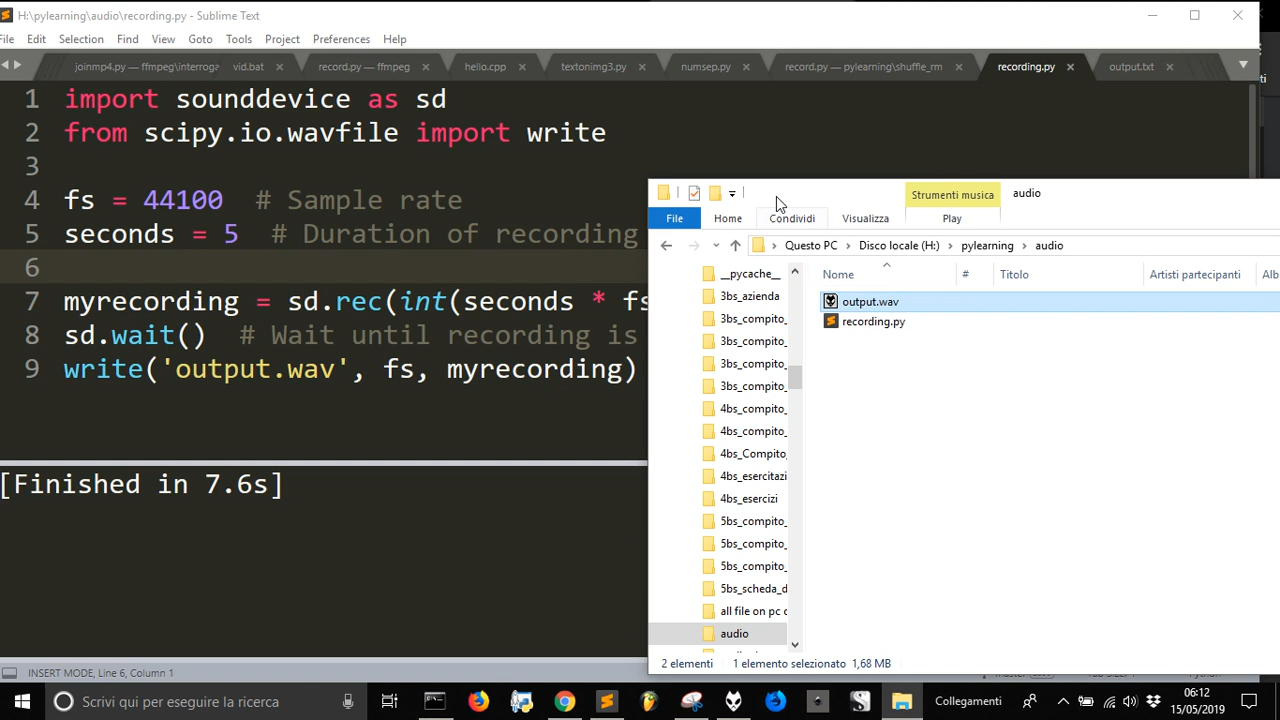 H:\pylearning\audio\recording.py - Sublime Text
File Edit Selection Find View Goto Tools Project Preferences Help
joinmp4.py — ffmpeg\interroga vid.bat record.py — ffmpeg hello.cpp textonimg3.py numsep.py record.py — pylearning\shuffle_rm recording.py output.txt
1 import sounddevice as sd
2 from scipy.io.wavfile import write
3
4 fs = 44100 # Sample rate
5 seconds = 5 # Duration of recording
6
7 myrecording = sd.rec(int(seconds * fs
8 sd.wait() # Wait until recording is
9 write('output.wav', fs, myrecording)
[Finished in 7.6s]
INSERT MODE, Line 6, Column 1
Strumenti musica audio
File Home Condividi Visualizza Play
Questo PC Disco locale (H:) pylearning audio
Nome # Titolo Artisti partecipanti Alb
output.wav
recording.py
__pycache__
3bs_azienda
3bs_compito_
3bs_compito_
3bs_compito_
3bs_compito_
4bs_compito_
4bs_compito_
4bs_Compito_
4bs_esercitazi
4bs_esercizi
5bs_compito_
5bs_compito_
5bs_compito_
5bs_scheda_d
all file on pc c
audio
2 elementi 1 elemento selezionato 1,68 MB
Scrivi qui per eseguire la ricerca
Collegamenti
06:12
15/05/2019